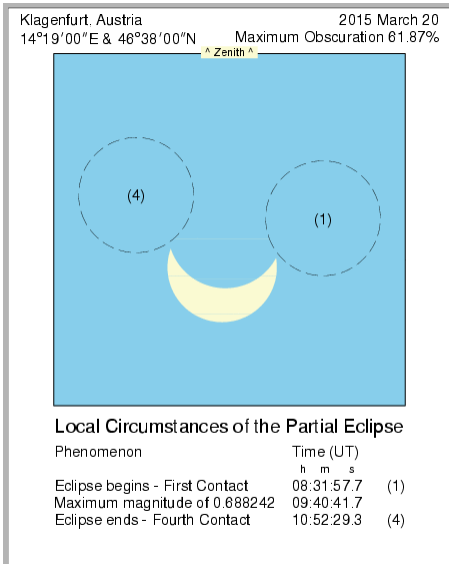 Klagenfurt, Austria 2015 March 20
14°19′00″E & 46°38′00″N Maximum Obscuration 61.87%
^ Zenith ^
(4)
(1)
Local Circumstances of the Partial Eclipse
Phenomenon Time (UT)
h m s
Eclipse begins - First Contact 08:31:57.7 (1)
Maximum magnitude of 0.688242 09:40:41.7
Eclipse ends - Fourth Contact 10:52:29.3 (4)